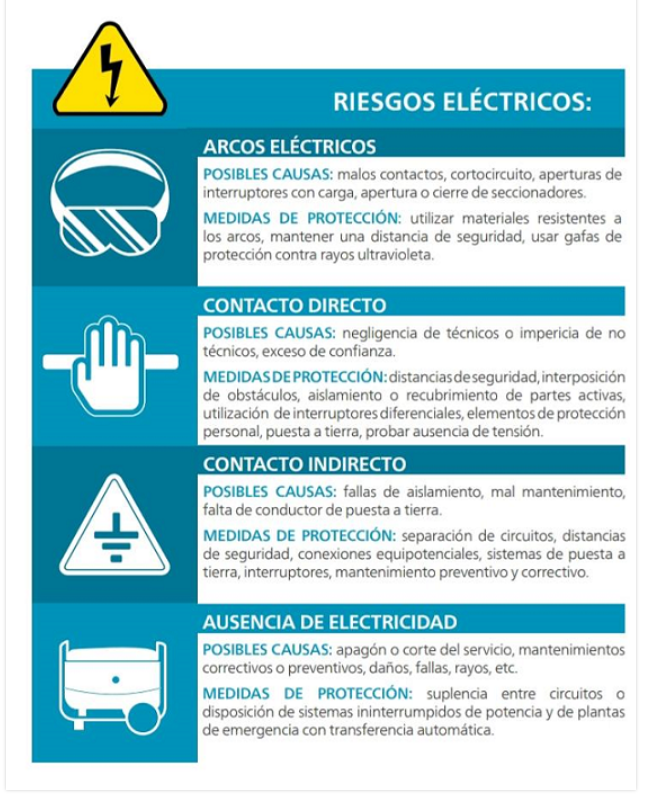 RIESGOS ELÉCTRICOS:
ARCOS ELÉCTRICOS
POSIBLES CAUSAS: malos contactos, cortocircuito, aperturas de
interruptores con carga, apertura o cierre de seccionadores.
MEDIDAS DE PROTECCIÓN: utilizar materiales resistentes a
los arcos, mantener una distancia de seguridad, usar gafas de
protección contra rayos ultravioleta.
CONTACTO DIRECTO
POSIBLES CAUSAS: negligencia de técnicos o impericia de no
técnicos, exceso de confianza.
MEDIDAS DE PROTECCIÓN: distancias de seguridad, interposición
de obstáculos, aislamiento o recubrimiento de partes activas,
utilización de interruptores diferenciales, elementos de protección
personal, puesta a tierra, probar ausencia de tensión.
CONTACTO INDIRECTO
POSIBLES CAUSAS: fallas de aislamiento, mal mantenimiento,
falta de conductor de puesta a tierra.
MEDIDAS DE PROTECCIÓN: separación de circuitos, distancias
de seguridad, conexiones equipotenciales, sistemas de puesta a
tierra, interruptores, mantenimiento preventivo y correctivo.
AUSENCIA DE ELECTRICIDAD
POSIBLES CAUSAS: apagón o corte del servicio, mantenimientos
correctivos o preventivos, daños, fallas, rayos, etc.
MEDIDAS DE PROTECCIÓN: suplencia entre circuitos o
disposición de sistemas ininterrumpidos de potencia y de plantas
de emergencia con transferencia automática.